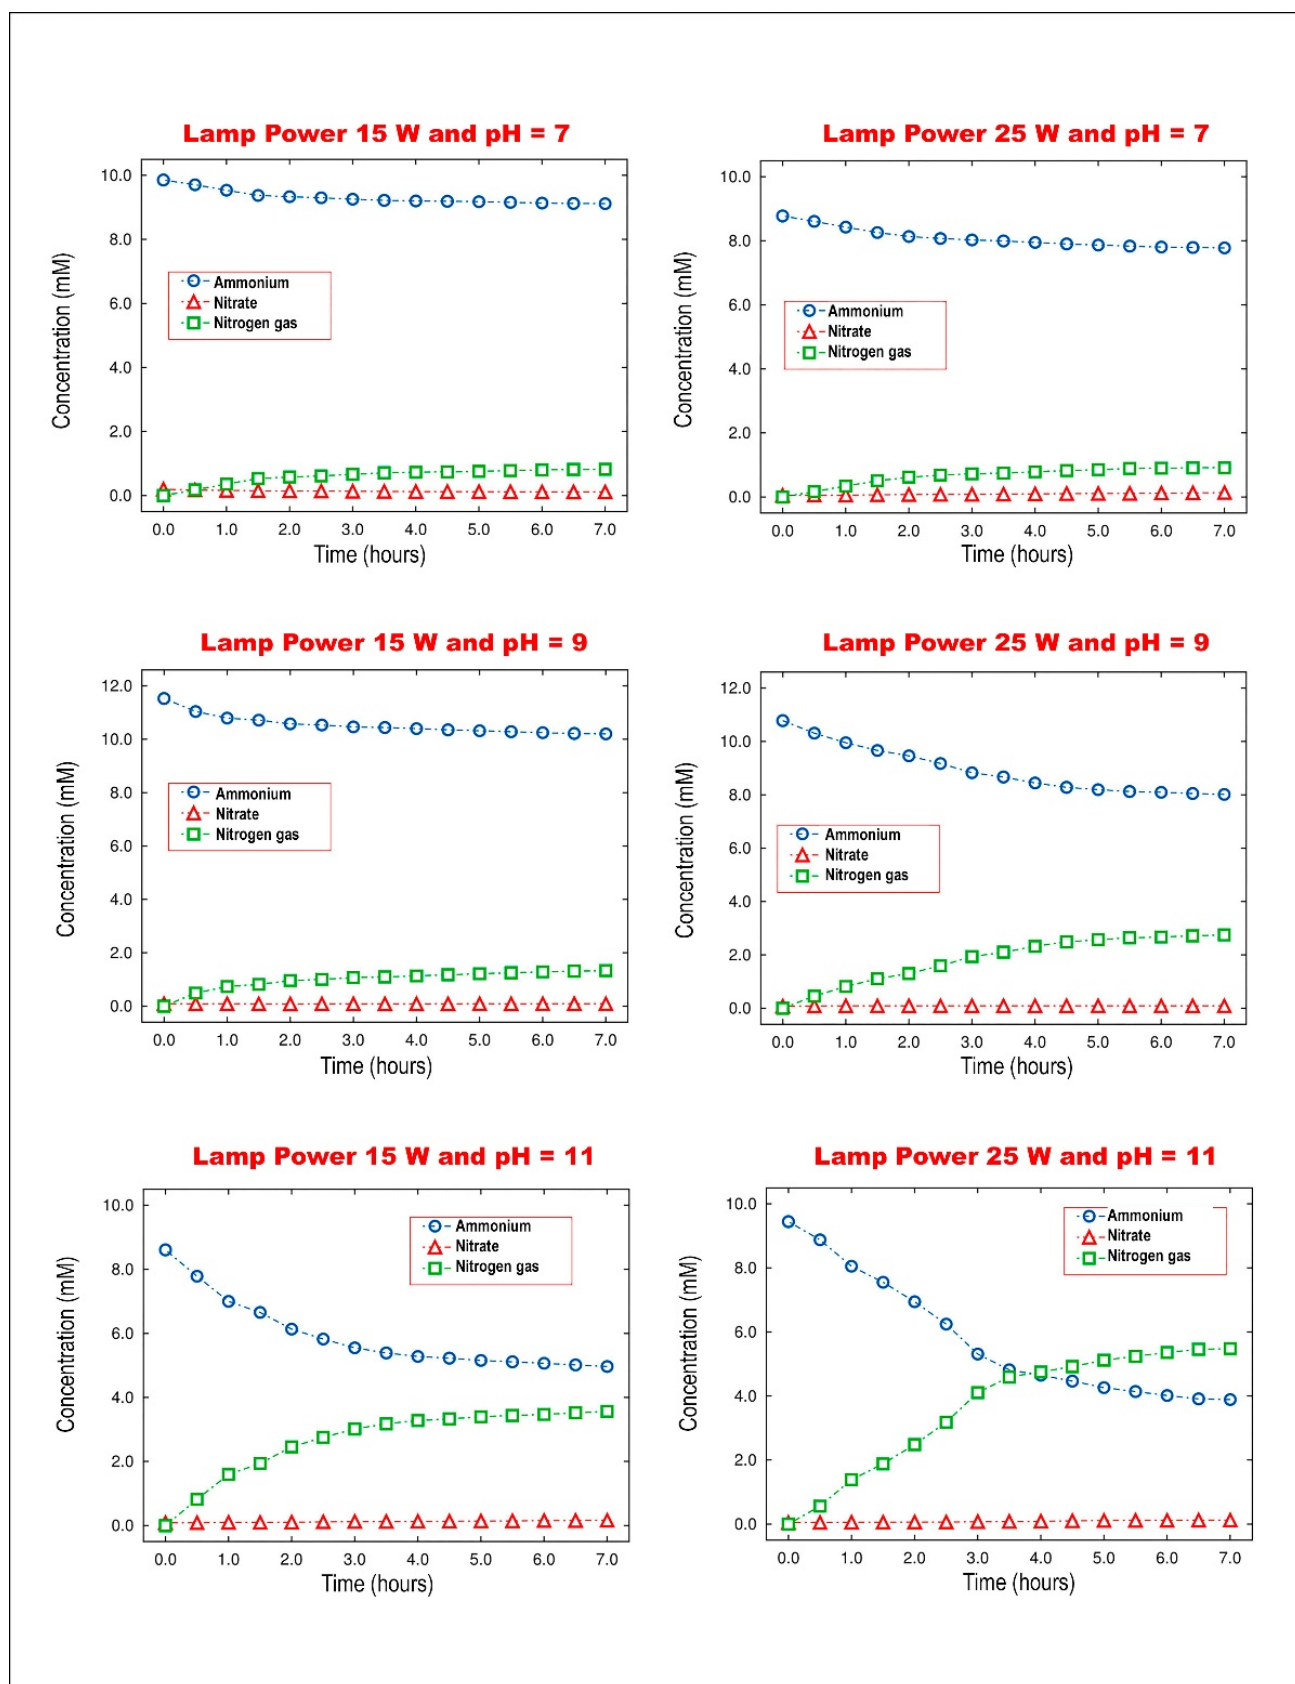 Lamp Power 15 W and pH = 7
10.0
8.0
6.0
4.0
2.0
0.0
Concentration (mM)
Ammonium
Nitrate
Nitrogen gas
0.0 1.0 2.0 3.0 4.0 5.0 6.0 7.0
Time (hours)
Lamp Power 25 W and pH = 7
10.0
8.0
6.0
4.0
2.0
0.0
Concentration (mM)
Ammonium
Nitrate
Nitrogen gas
0.0 1.0 2.0 3.0 4.0 5.0 6.0 7.0
Time (hours)
Lamp Power 15 W and pH = 9
12.0
10.0
8.0
6.0
4.0
2.0
0.0
Concentration (mM)
Ammonium
Nitrate
Nitrogen gas
0.0 1.0 2.0 3.0 4.0 5.0 6.0 7.0
Time (hours)
Lamp Power 25 W and pH = 9
12.0
10.0
8.0
6.0
4.0
2.0
0.0
Concentration (mM)
Ammonium
Nitrate
Nitrogen gas
0.0 1.0 2.0 3.0 4.0 5.0 6.0 7.0
Time (hours)
Lamp Power 15 W and pH = 11
10.0
8.0
6.0
4.0
2.0
0.0
Concentration (mM)
Ammonium
Nitrate
Nitrogen gas
0.0 1.0 2.0 3.0 4.0 5.0 6.0 7.0
Time (hours)
Lamp Power 25 W and pH = 11
10.0
8.0
6.0
4.0
2.0
0.0
Concentration (mM)
Ammonium
Nitrate
Nitrogen gas
0.0 1.0 2.0 3.0 4.0 5.0 6.0 7.0
Time (hours)